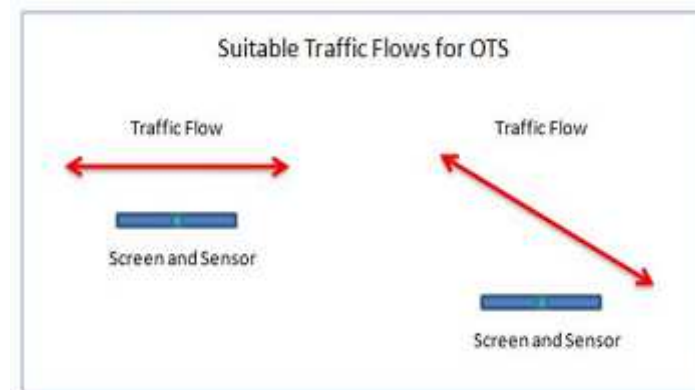 Suitable Traffic Flows for OTS
Traffic Flow
Traffic Flow
Screen and Sensor
Screen and Sensor